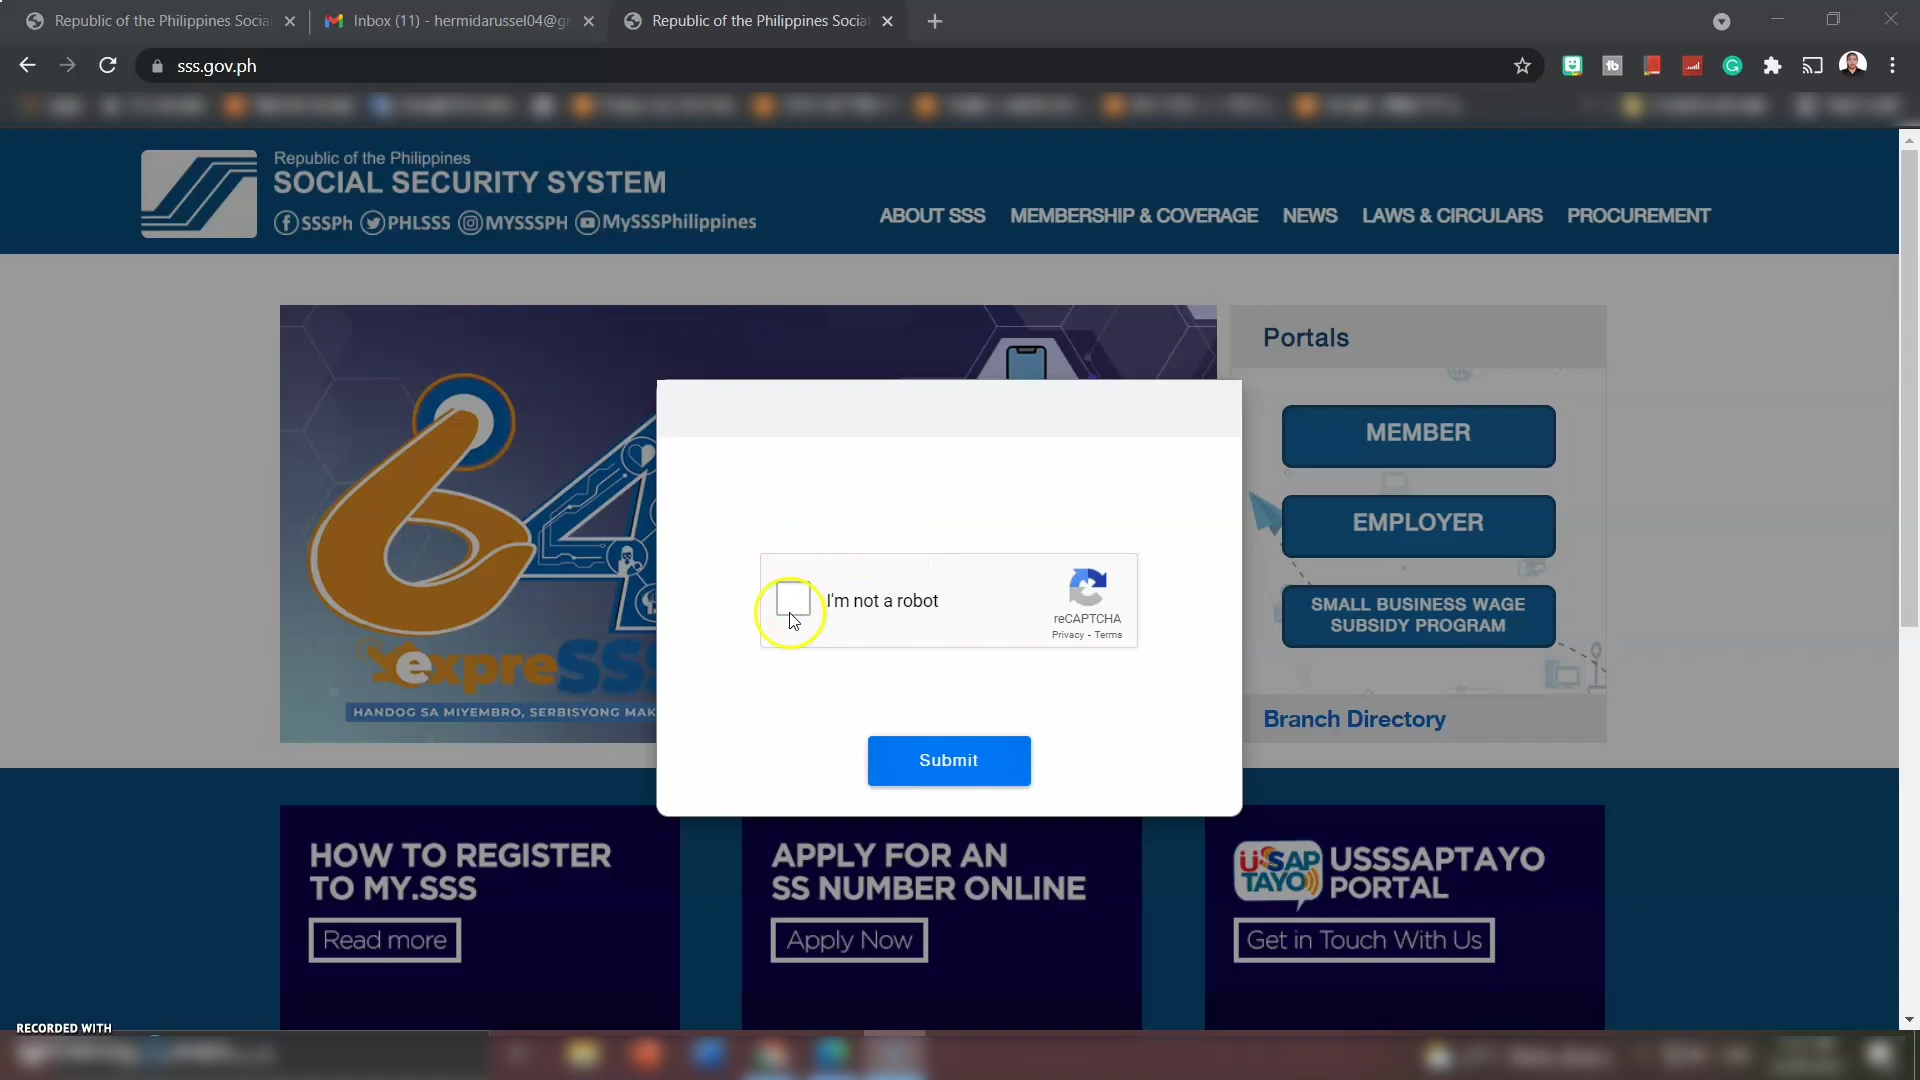 Republic of the Philippines Socia
Inbox (11) - hermidarussel04@g
Republic of the Philippines Socia
sss.gov.ph
Republic of the Philippines
SOCIAL SECURITY SYSTEM
SSSPh PHLSSS MYSSSPH MySSSPhilippines
ABOUT SSS MEMBERSHIP & COVERAGE NEWS LAWS & CIRCULARS PROCUREMENT
64
expreSSS
HANDOG SA MIYEMBRO, SERBISYONG MAK
Portals
MEMBER
EMPLOYER
SMALL BUSINESS WAGE
SUBSIDY PROGRAM
Branch Directory
I'm not a robot
reCAPTCHA
Privacy - Terms
Submit
HOW TO REGISTER
TO MY.SSS
Read more
APPLY FOR AN
SS NUMBER ONLINE
Apply Now
USAP
TAYO
USSSAPTAYO
PORTAL
Get in Touch With Us
RECORDED WITH